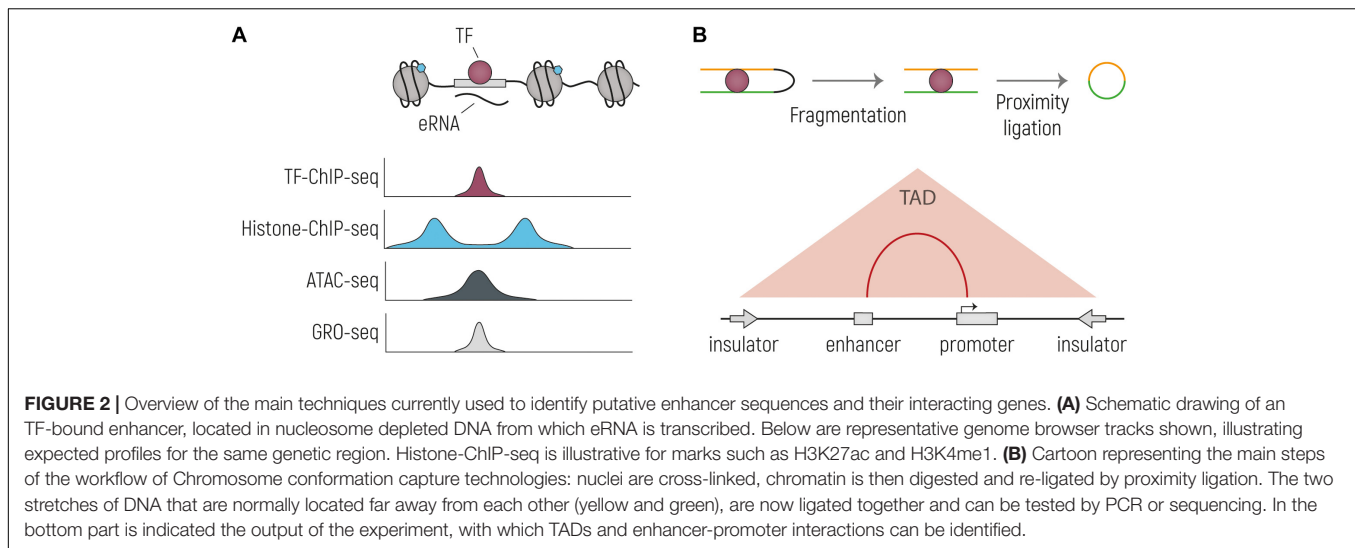 A
TF
eRNA
TF-ChIP-seq
Histone-ChIP-seq
ATAC-seq
GRO-seq
B
Fragmentation
Proximity
ligation
TAD
insulator
enhancer
promoter
insulator
FIGURE 2 | Overview of the main techniques currently used to identify putative enhancer sequences and their interacting genes. (A) Schematic drawing of an
TF-bound enhancer, located in nucleosome depleted DNA from which eRNA is transcribed. Below are representative genome browser tracks shown, illustrating
expected profiles for the same genetic region. Histone-ChIP-seq is illustrative for marks such as H3K27ac and H3K4me1. (B) Cartoon representing the main steps
of the workflow of Chromosome conformation capture technologies: nuclei are cross-linked, chromatin is then digested and re-ligated by proximity ligation. The two
stretches of DNA that are normally located far away from each other (yellow and green), are now ligated together and can be tested by PCR or sequencing. In the
bottom part is indicated the output of the experiment, with which TADs and enhancer-promoter interactions can be identified.